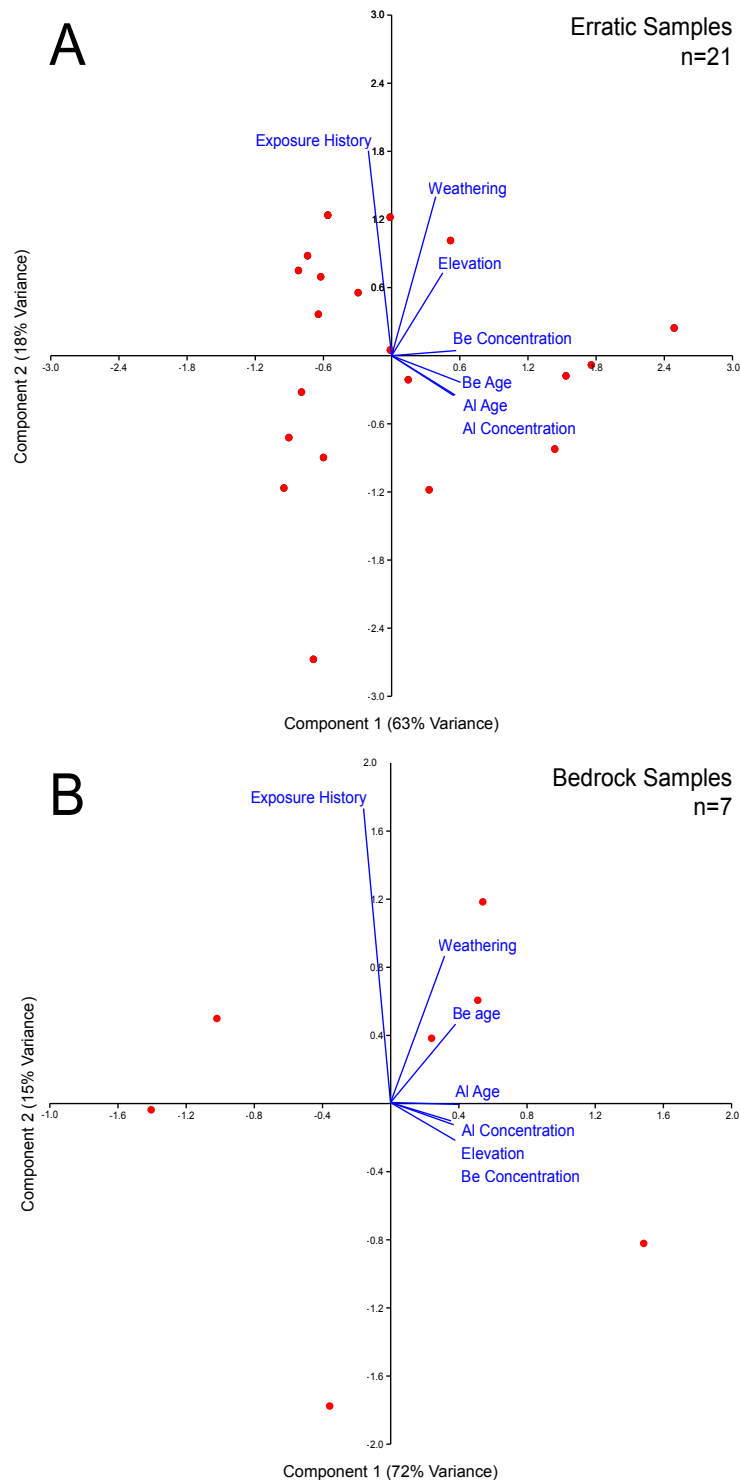 A
Erratic Samples
n=21
3.0
2.4
1.8
1.2
0.6
-0.6
-1.2
-1.8
-2.4
-3.0
-3.0
-2.4
-1.8
-1.2
-0.6
0.6
1.2
1.8
2.4
3.0
Exposure History
Weathering
Elevation
Be Concentration
Be Age
Al Age
Al Concentration
Component 2 (18% Variance)
Component 1 (63% Variance)
B
Bedrock Samples
n=7
2.0
1.6
1.2
0.8
0.4
-0.4
-0.8
-1.2
-1.6
-2.0
-1.0
-1.6
-1.2
-0.8
-0.4
0.4
0.8
1.2
1.6
2.0
Exposure History
Weathering
Be age
Al Age
Al Concentration
Elevation
Be Concentration
Component 2 (15% Variance)
Component 1 (72% Variance)